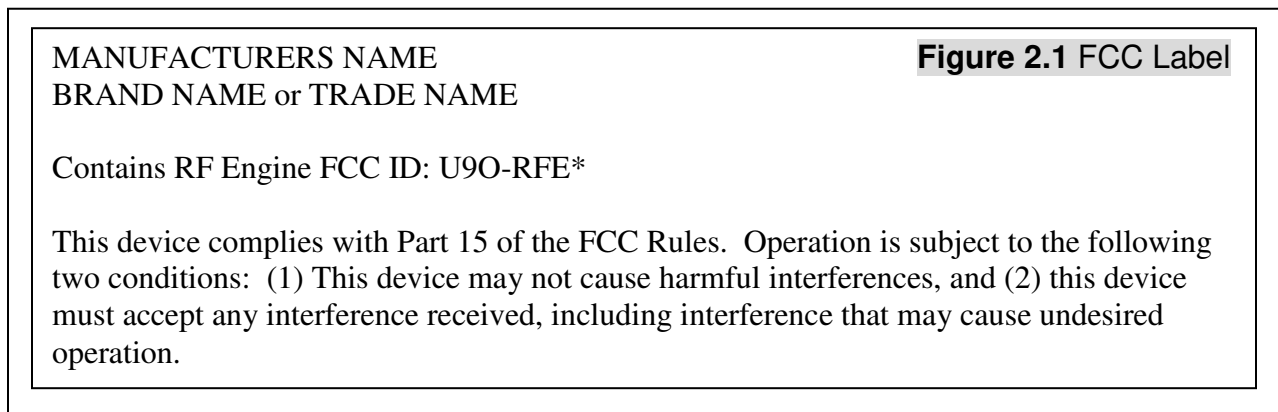 MANUFACTURERS NAME
Figure 2.1 FCC Label
BRAND NAME or TRADE NAME
Contains RF Engine FCC ID: U9O-RFE*
This device complies with Part 15 of the FCC Rules.  Operation is subject to the following
two conditions:  (1) This device may not cause harmful interferences, and (2) this device
must accept any interference received, including interference that may cause undesired
operation.